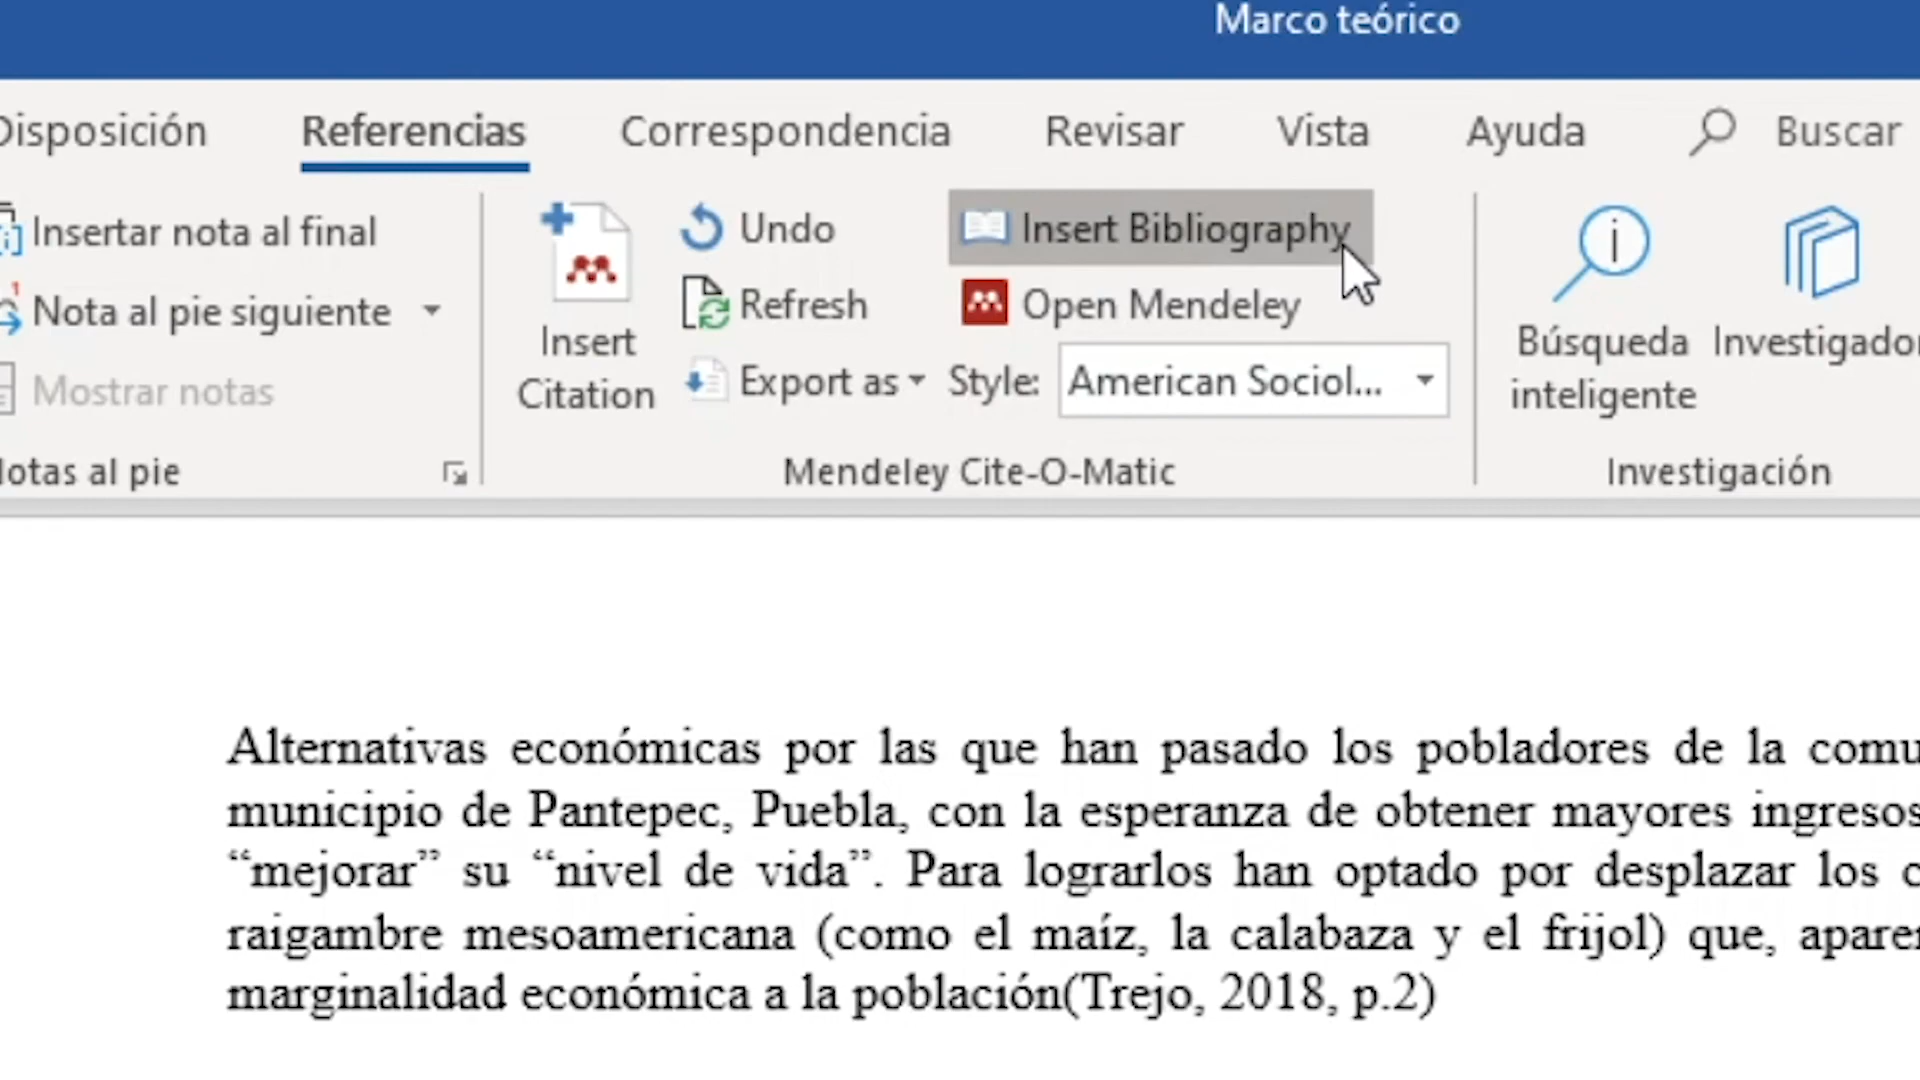 Marco teórico
Disposición Referencias Correspondencia Revisar Vista Ayuda Buscar
Insertar nota al final
Nota al pie siguiente
Mostrar notas
Notas al pie
Insert
Citation
Undo
Refresh
Export as
Insert Bibliography
Open Mendeley
Style: American Sociol...
Mendeley Cite-O-Matic
Búsqueda
inteligente
Investigador
Investigación
Alternativas económicas por las que han pasado los pobladores de la comu
municipio de Pantepec, Puebla, con la esperanza de obtener mayores ingresos
“mejorar” su “nivel de vida”. Para lograrlos han optado por desplazar los c
raigambre mesoamericana (como el maíz, la calabaza y el frijol) que, aparen
marginalidad económica a la población(Trejo, 2018, p.2)